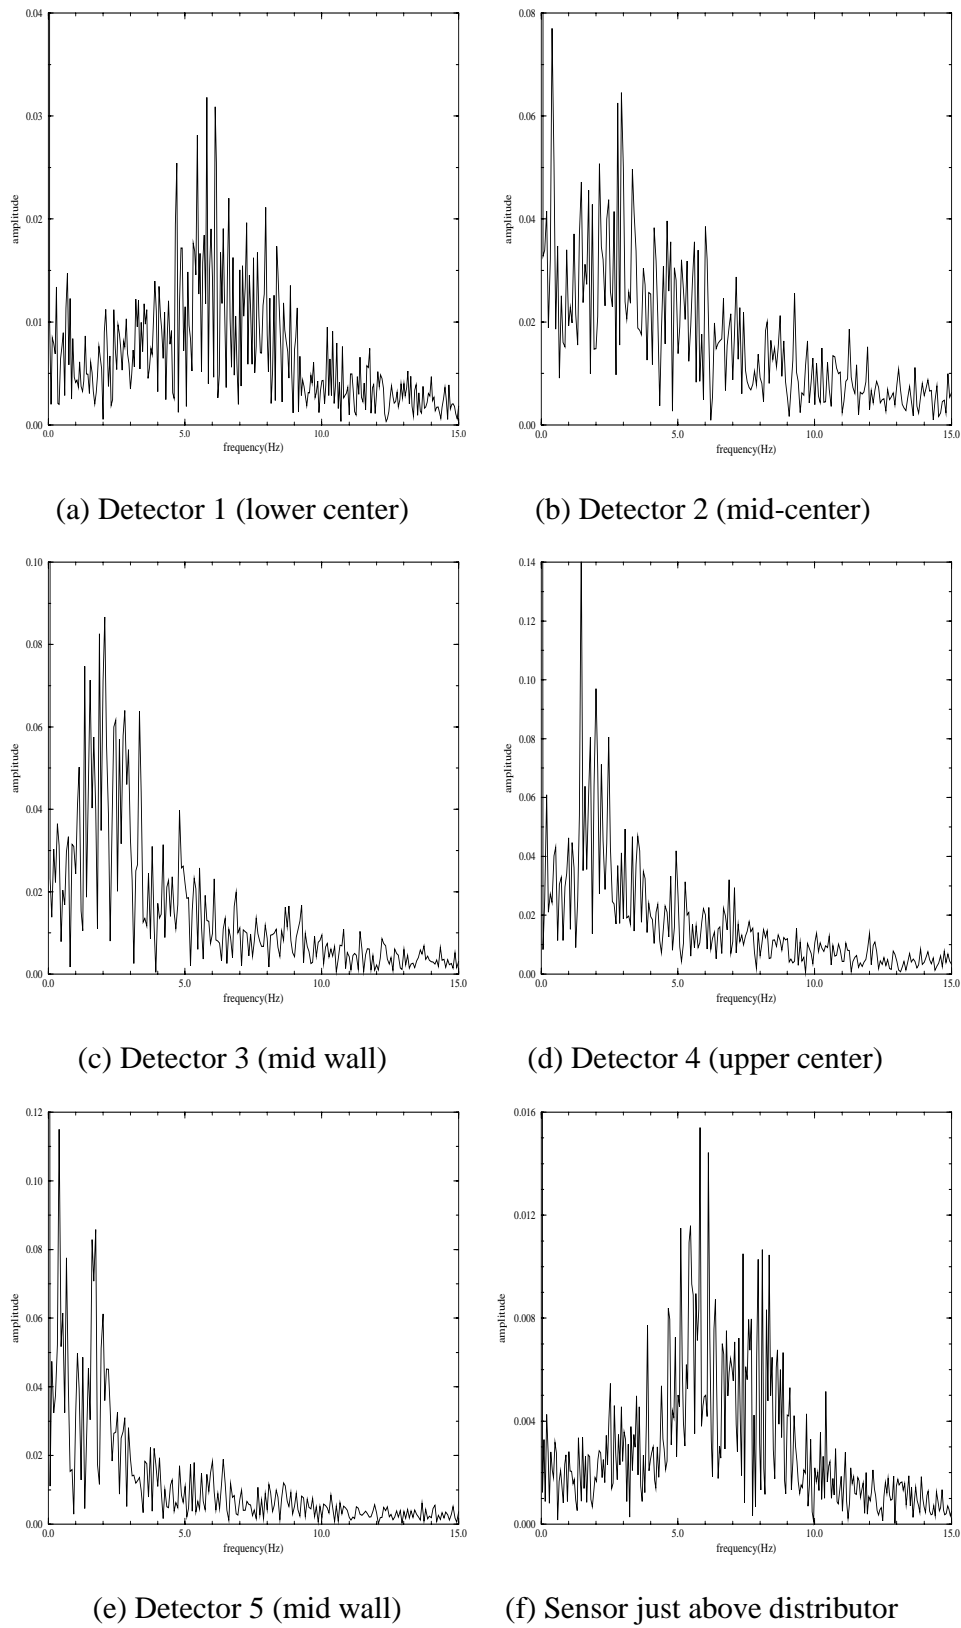 0.04
0.03
0.02
0.01
0.00
amplitude
0.0 5.0 10.0 15.0
frequency(Hz)
0.08
0.06
0.04
0.02
0.00
amplitude
0.0 5.0 10.0 15.0
frequency(Hz)
(a) Detector 1 (lower center)
(b) Detector 2 (mid-center)
0.10
0.08
0.06
0.04
0.02
0.00
amplitude
0.0 5.0 10.0 15.0
frequency(Hz)
0.14
0.12
0.10
0.08
0.06
0.04
0.02
0.00
amplitude
0.0 5.0 10.0 15.0
frequency(Hz)
(c) Detector 3 (mid wall)
(d) Detector 4 (upper center)
0.12
0.10
0.08
0.06
0.04
0.02
0.00
amplitude
0.0 5.0 10.0 15.0
frequency(Hz)
0.016
0.012
0.008
0.004
0.000
amplitude
0.0 5.0 10.0 15.0
frequency(Hz)
(e) Detector 5 (mid wall)
(f) Sensor just above distributor